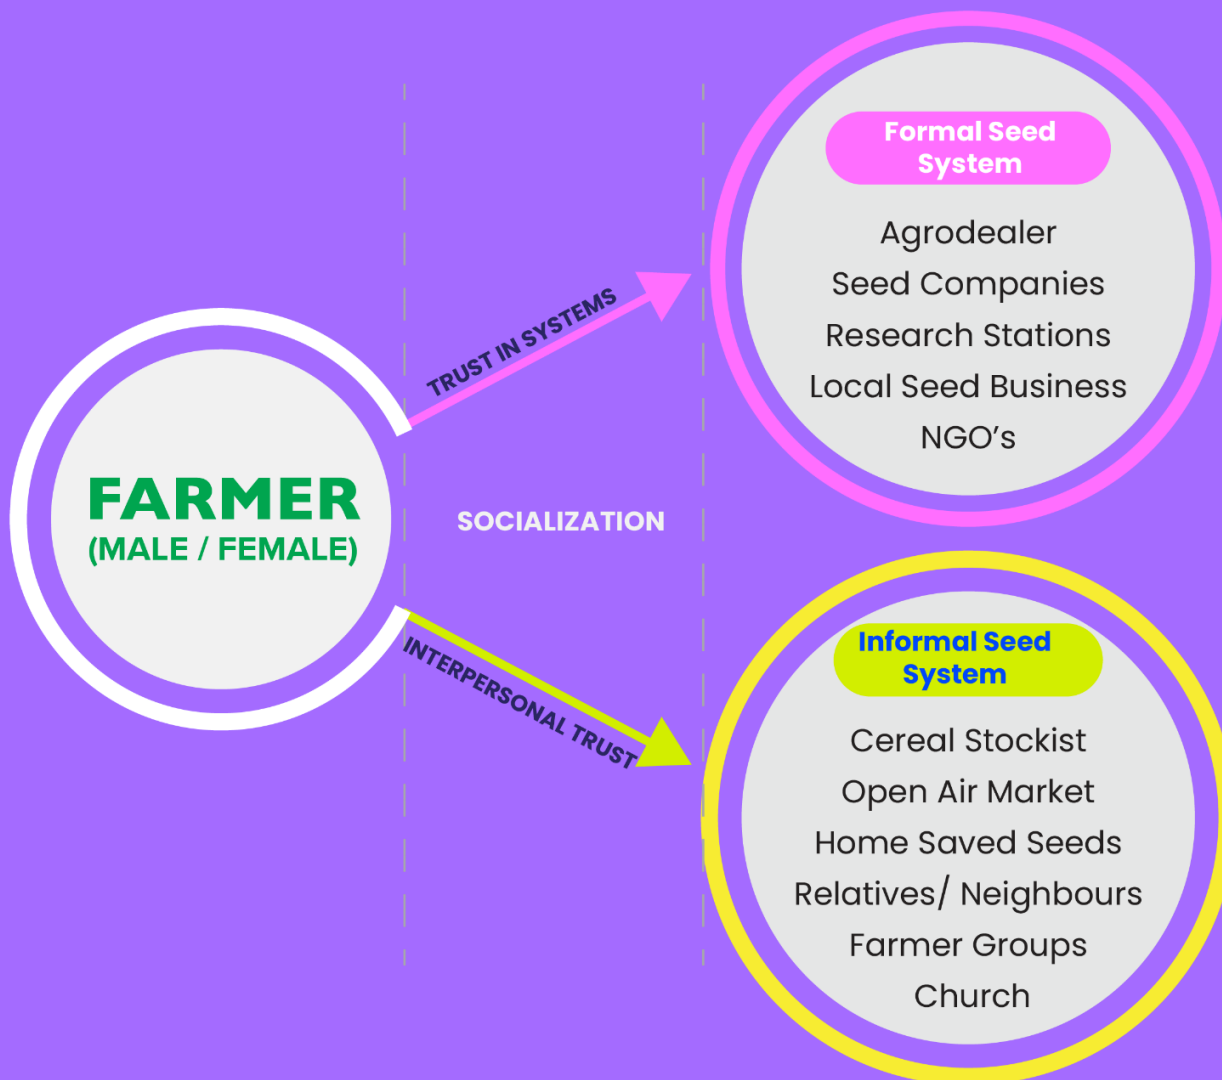 FARMER
(MALE / FEMALE)
TRUST IN SYSTEMS
SOCIALIZATION
INTERPERSONAL TRUST
Formal Seed
System
Agrodealer
Seed Companies
Research Stations
Local Seed Business
NGO’s
Informal Seed
System
Cereal Stockist
Open Air Market
Home Saved Seeds
Relatives/ Neighbours
Farmer Groups
Church